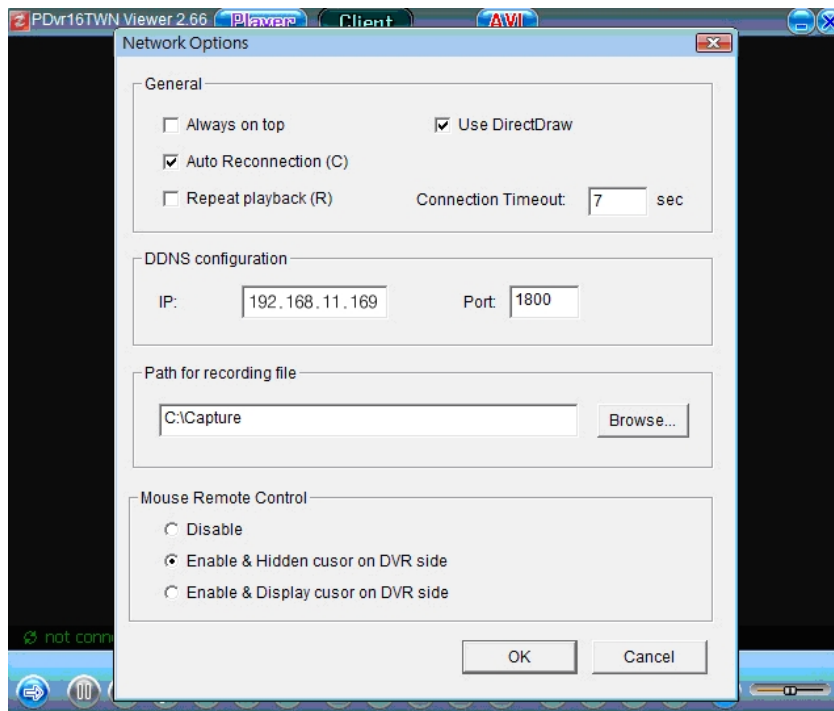 PDvr16TWN Viewer 2.66 Player Client AVI
Network Options
General
Always on top Use DirectDraw
Auto Reconnection (C)
Repeat playback (R) Connection Timeout: 7 sec
DDNS configuration
IP: 192.168.11.169 Port: 1800
Path for recording file
C:\Capture Browse...
Mouse Remote Control
Disable
Enable & Hidden cusor on DVR side
Enable & Display cusor on DVR side
not conn
OK Cancel